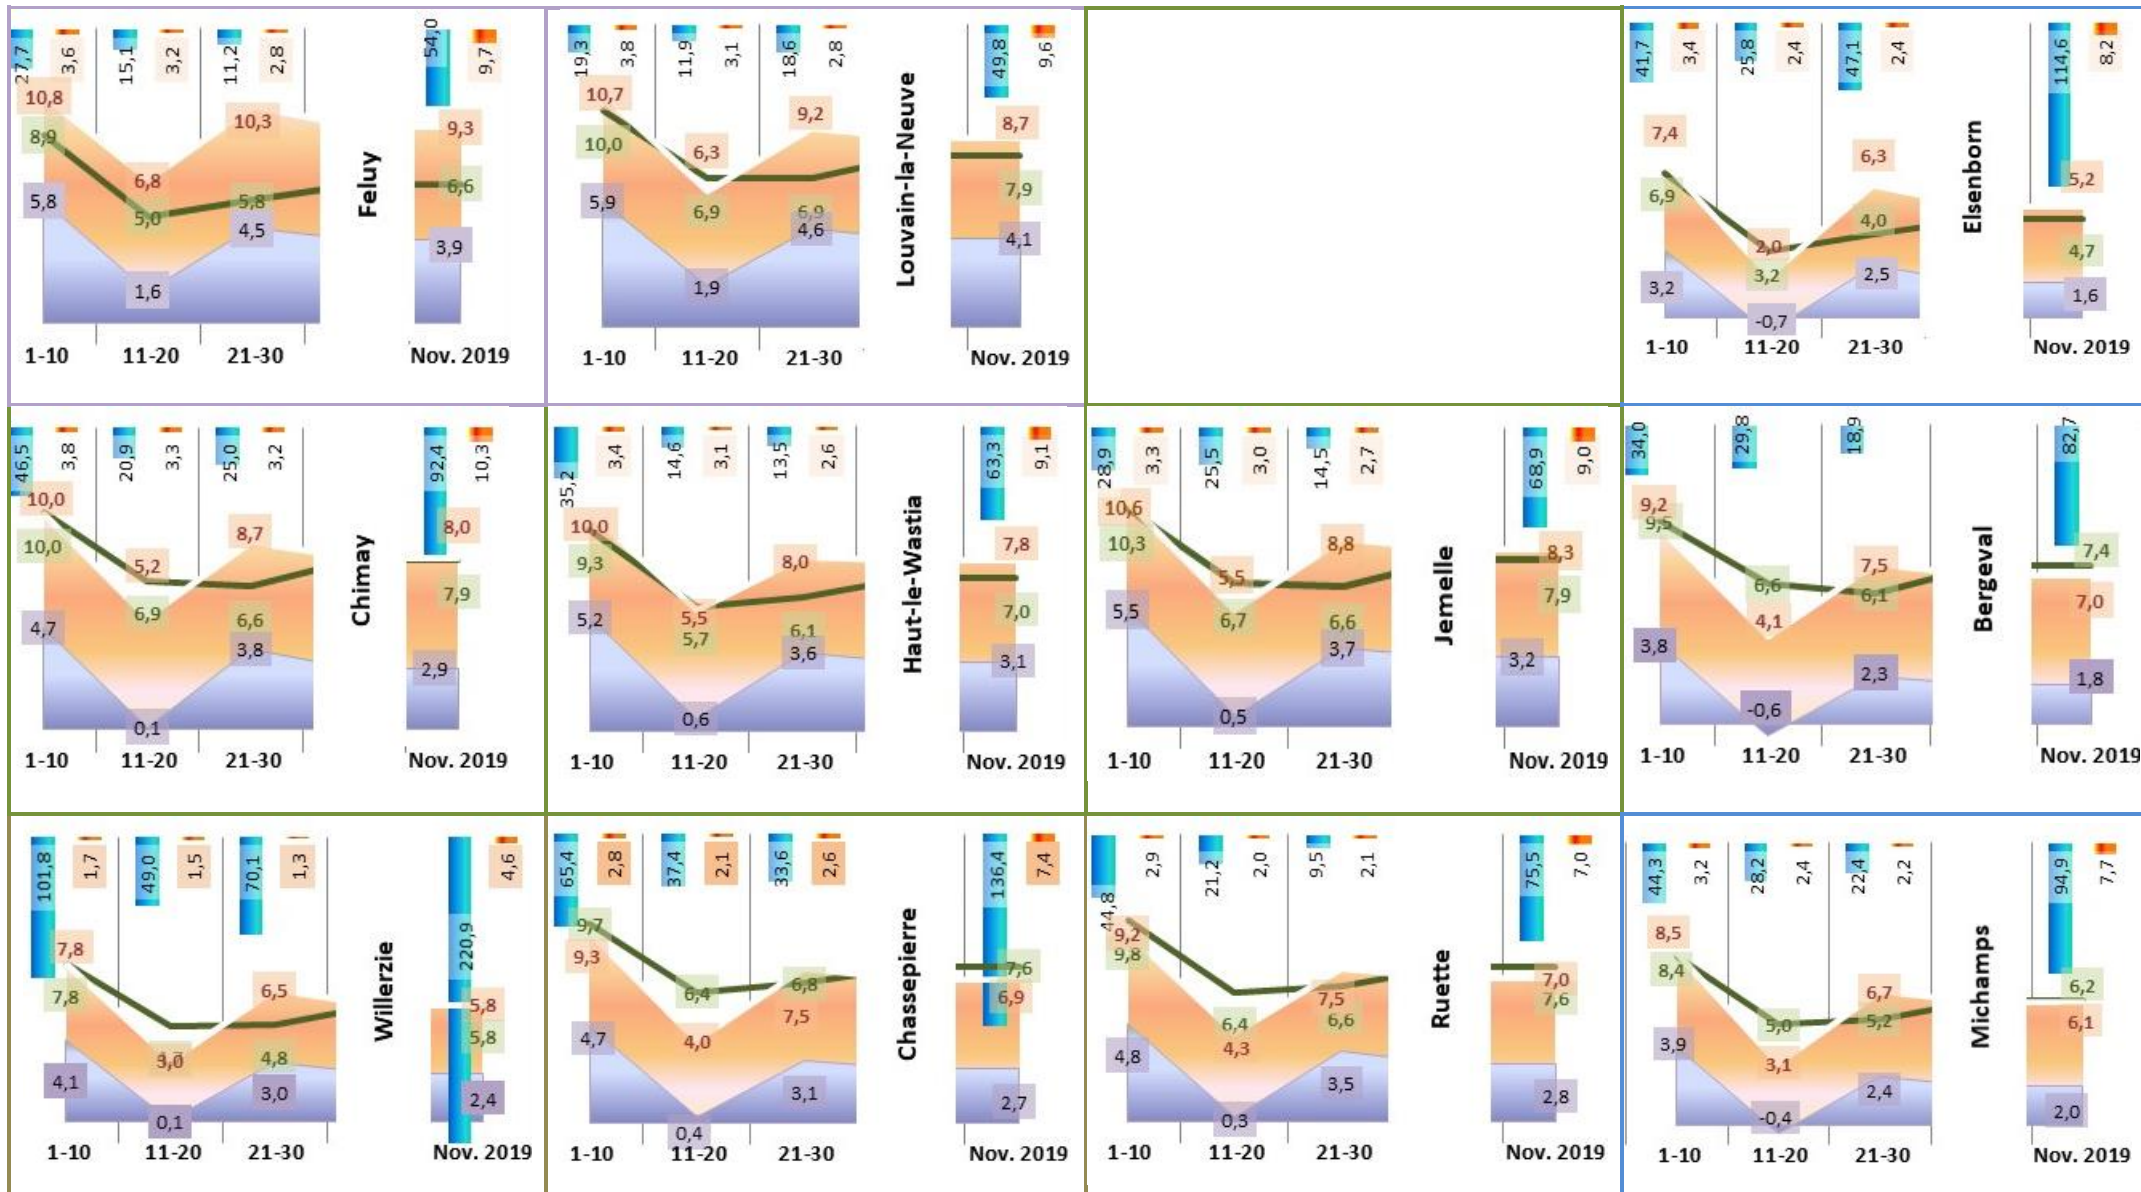 27,7 3,6 15,1 3,2 11,2 2,8 54,0 9,7
10,8 10,3 9,3
8,9 6,8 5,8 6,6
5,8 5,0 4,5 3,9
1,6
Feluy
1-10 11-20 21-30 Nov. 2019
19,3 3,8 11,9 3,1 18,6 2,8 49,8 9,6
10,7 9,2 8,7
10,0 6,3 7,9
5,9 6,9 6,9 4,1
1,9 4,6
Louvain-la-Neuve
1-10 11-20 21-30 Nov. 2019
41,7 3,4 25,8 2,4 47,1 2,4 114,6 8,2
7,4 6,3 5,2
6,9 2,0 4,0 4,7
3,2 3,2 2,5 1,6
-0,7
Elsenborn
1-10 11-20 21-30 Nov. 2019
46,5 3,8 20,9 3,3 25,0 3,2 92,4 10,3
10,0 5,2 8,7 8,0
10,0 6,9 6,6 7,9
4,7 0,1 3,8 2,9
Chimay
1-10 11-20 21-30 Nov. 2019
35,2 3,4 14,6 3,1 13,5 2,6 63,3 9,1
10,0 5,5 8,0 7,8
9,3 5,7 6,1 7,0
5,2 0,6 3,6 3,1
Haut-le-Wastia
1-10 11-20 21-30 Nov. 2019
28,9 3,3 25,5 3,0 14,5 2,7 68,9 9,0
10,6 5,5 8,8 8,3
10,3 6,7 6,6 7,9
5,5 0,5 3,7 3,2
Jemelle
1-10 11-20 21-30 Nov. 2019
34,0 29,8 18,9 82,7
9,2 7,5 7,4
9,5 6,6 6,1 7,0
3,8 4,1 2,3 1,8
-0,6
Bergeval
1-10 11-20 21-30 Nov. 2019
101,8 1,7 49,0 1,5 70,1 1,3 220,9 4,6
7,8 6,5 5,8
7,8 3,0 4,8 5,8
4,1 0,1 3,0 2,4
Willerzie
1-10 11-20 21-30 Nov. 2019
65,4 2,8 37,4 2,1 33,6 2,6 136,4 7,4
9,7 6,4 6,8 7,6
9,3 4,0 7,5 6,9
4,7 0,4 3,1 2,7
Chassepierre
1-10 11-20 21-30 Nov. 2019
44,8 2,9 21,2 2,0 9,5 2,1 75,5 7,0
9,2 6,4 7,5 7,0
9,8 4,3 6,6 7,6
4,8 0,3 3,5 2,8
Ruette
1-10 11-20 21-30 Nov. 2019
44,3 3,2 28,2 2,4 22,4 2,2 94,9 7,7
8,5 5,0 6,7 6,2
8,4 3,1 5,2 6,1
3,9 -0,4 2,4 2,0
Michamps
1-10 11-20 21-30 Nov. 2019